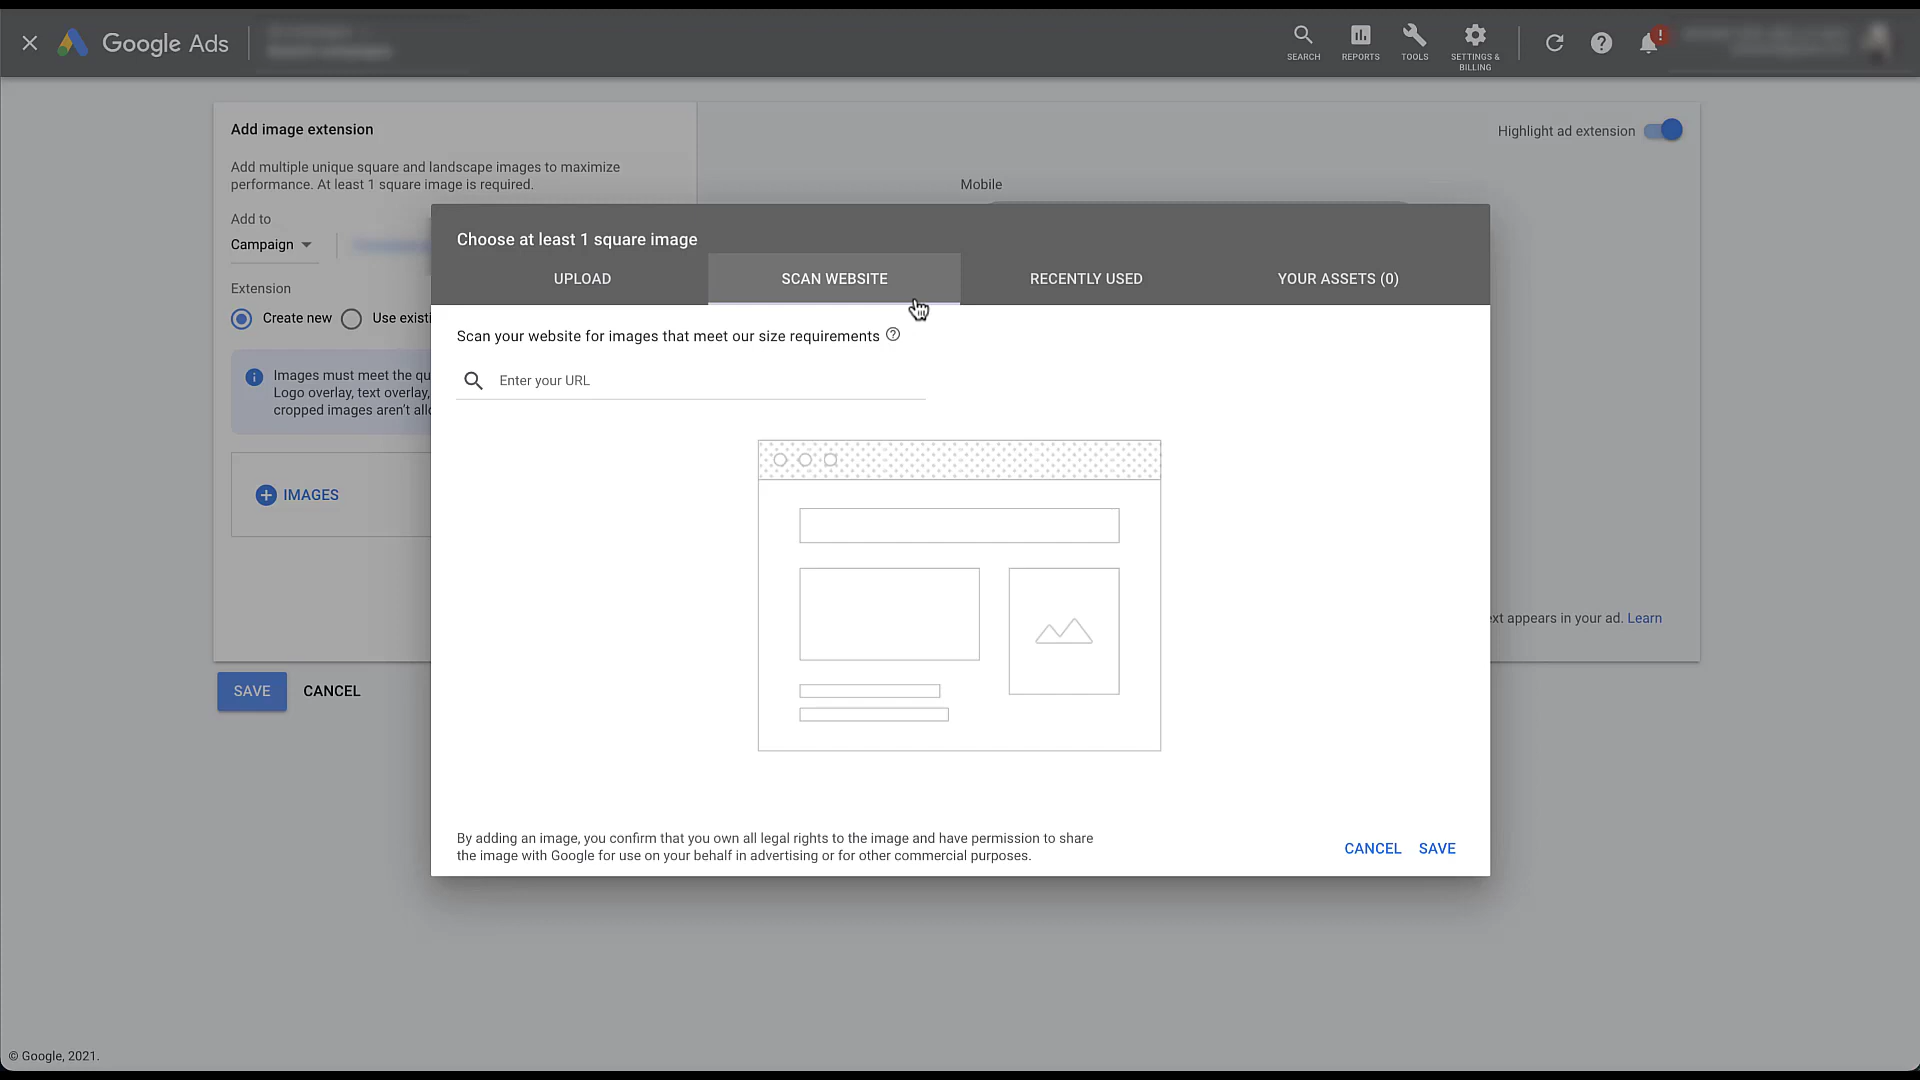 Google Ads
SEARCH
REPORTS
TOOLS
SETTINGS &
BILLING
!
Add image extension
Add multiple unique square and landscape images to maximize
performance. At least 1 square image is required.
Add to
Campaign
Extension
Create new
Use existi
Images must meet the qu
Logo overlay, text overlay,
cropped images aren't all
IMAGES
SAVE
CANCEL
Highlight ad extension
Mobile
Choose at least 1 square image
UPLOAD
SCAN WEBSITE
RECENTLY USED
YOUR ASSETS (0)
Scan your website for images that meet our size requirements
Enter your URL
ext appears in your ad. Learn
By adding an image, you confirm that you own all legal rights to the image and have permission to share
the image with Google for use on your behalf in advertising or for other commercial purposes.
CANCEL
SAVE
© Google, 2021.